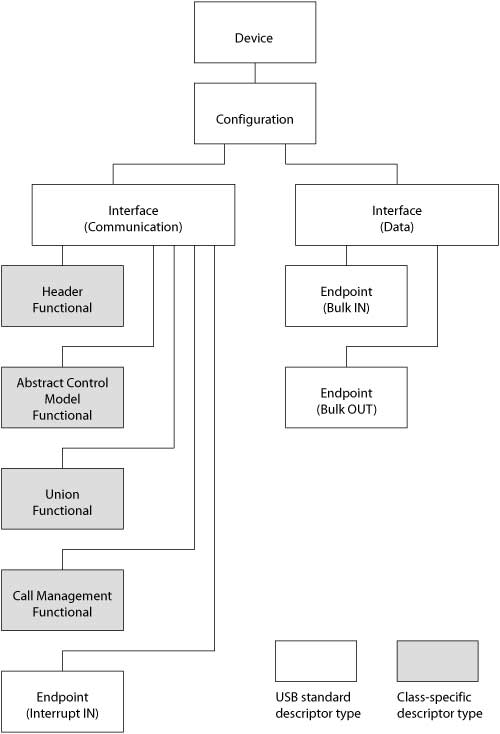 Device
Configuration
Interface
(Communication)
Interface
(Data)
Header
Functional
Endpoint
(Bulk IN)
Abstract Control
Model
Functional
Endpoint
(Bulk OUT)
Union
Functional
Call Management
Functional
Endpoint
(Interrupt IN)
USB standard
descriptor type
Class-specific
descriptor type